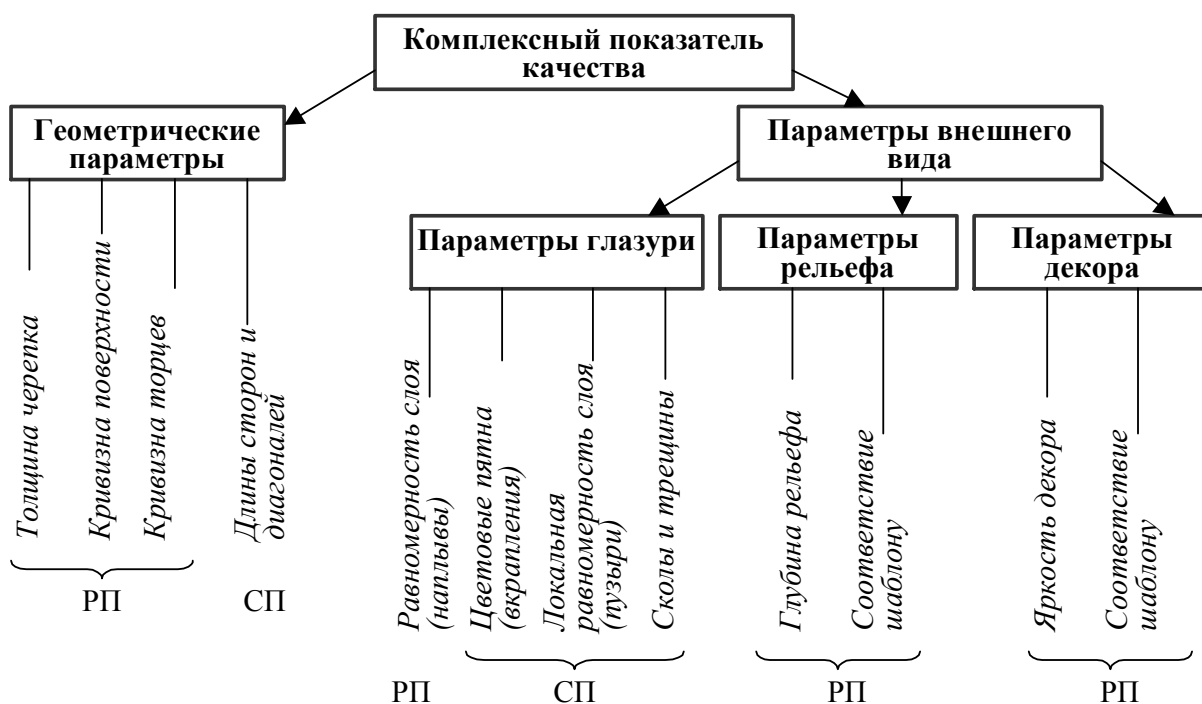 Комплексный показатель
качества
Геометрические
параметры
Параметры внешнего
вида
Параметры глазури
Параметры
рельефа
Параметры
декора
Толщина черепка
Кривизна поверхности
Кривизна торцев
Длины сторон и
диагоналей
Равномерность слоя
(наплывы)
Цветовые пятна
(вкрапления)
Локальная
равномерность слоя
(пузыри)
Сколы и трещины
Глубина рельефа
Соответствие
шаблону
Яркость декора
Соответствие
шаблону
РП
СП
РП
СП
РП
РП